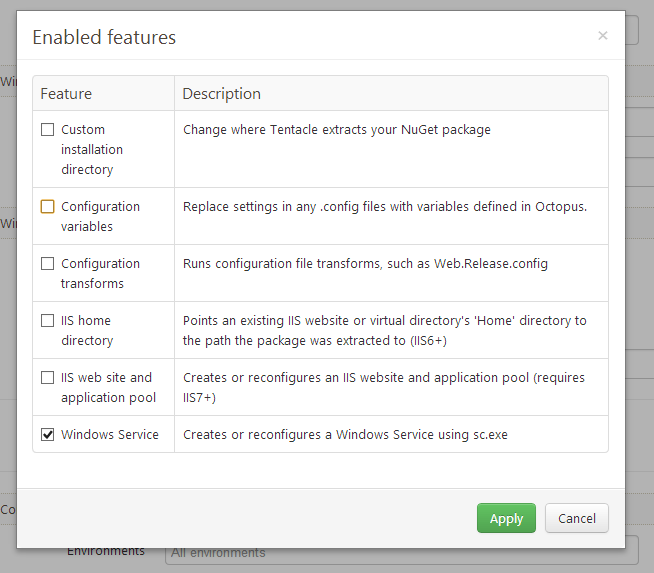 Enabled features ×
Feature Description
Custom Change where Tentacle extracts your NuGet package
installation
directory
Configuration Replace settings in any .config files with variables defined in Octopus.
variables
Configuration Runs configuration file transforms, such as Web.Release.config
transforms
IIS home Points an existing IIS website or virtual directory's 'Home' directory to
directory the path the package was extracted to (IIS6+)
IIS web site and Creates or reconfigures an IIS website and application pool (requires
application pool IIS7+)
Windows Service Creates or reconfigures a Windows Service using sc.exe
Apply Cancel
Environments All environments